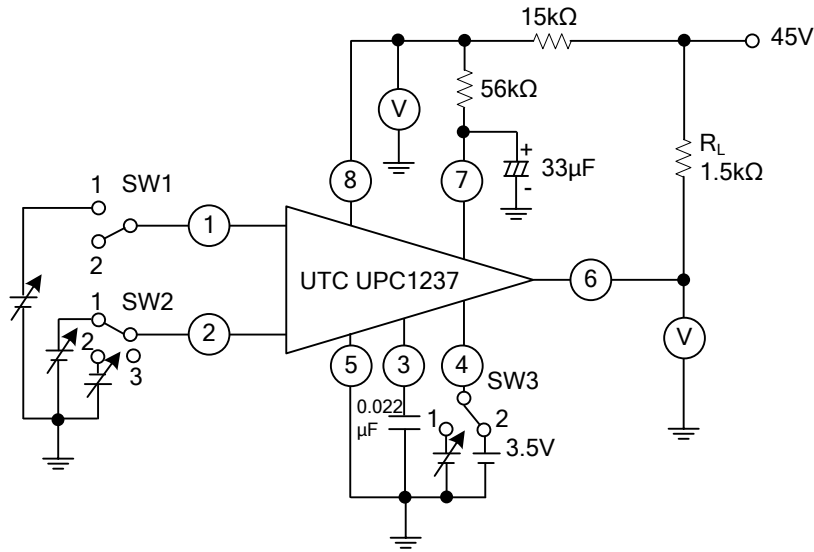 15kΩ
45V
56kΩ
V
+
33µF
-
RL
1.5kΩ
8
7
1
SW1
2
1
UTC UPC1237
6
1
SW2
2
2
3
V
5
3
4
SW3
0.022
µF
1
2
3.5V